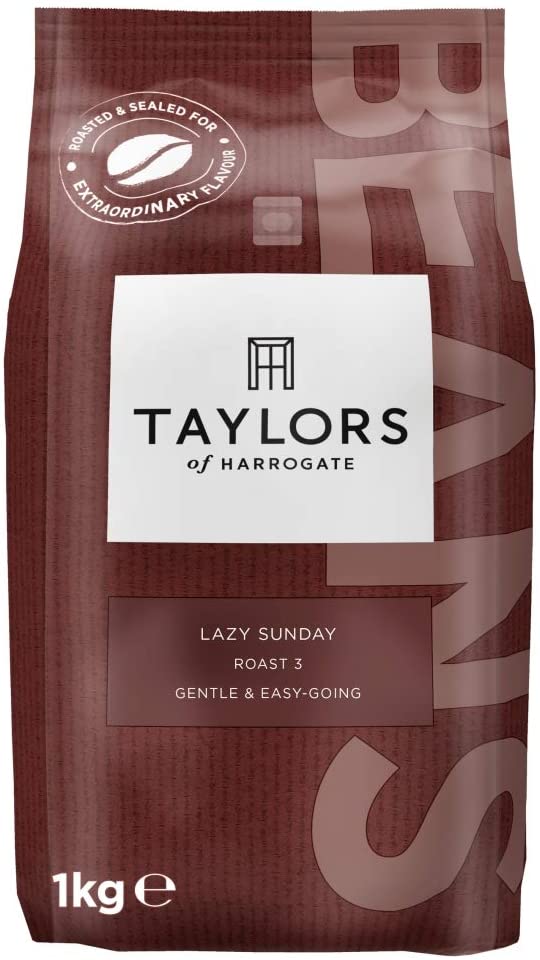 ROASTED & SEALED FOR
EXTRAORDINARY FLAVOUR
BEANS
TAYLORS
of HARROGATE
LAZY SUNDAY
ROAST 3
GENTLE & EASY-GOING
1kg ℮